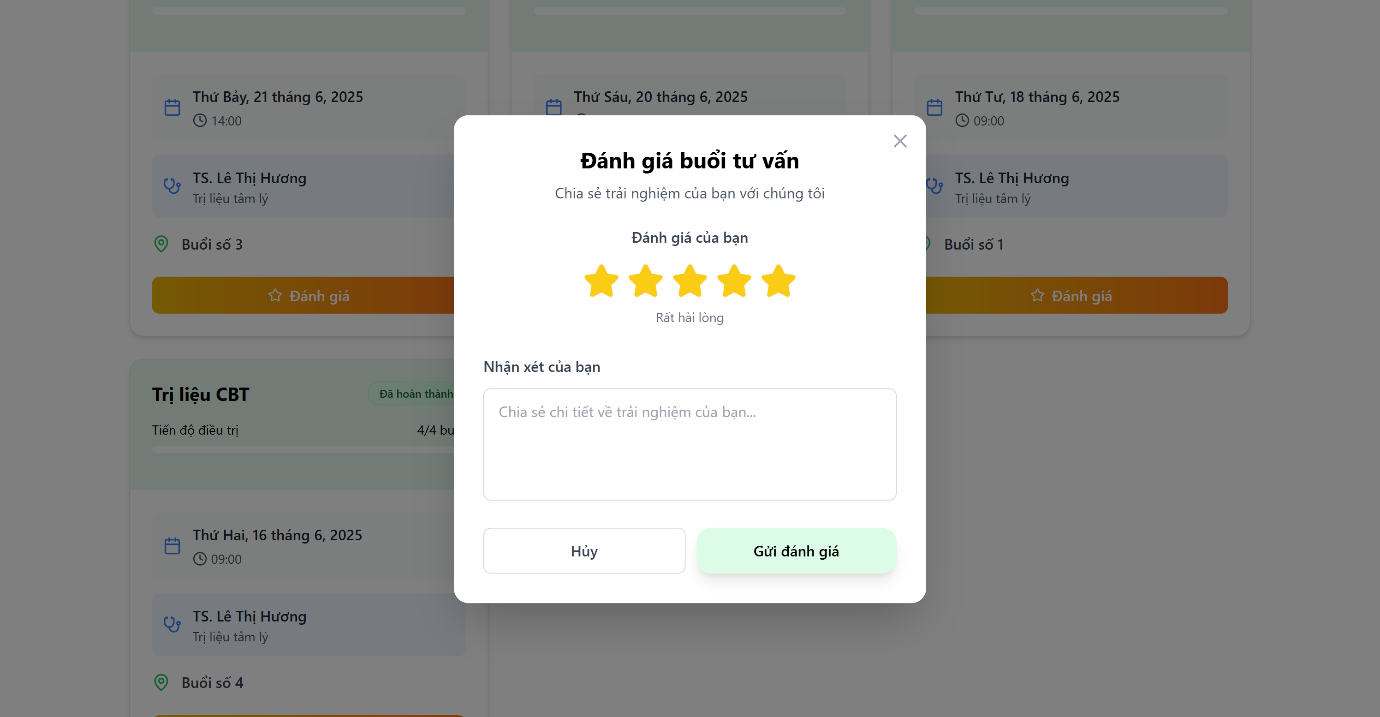 Thứ Bảy, 21 tháng 6, 2025
14:00
TS. Lê Thị Hương
Trị liệu tâm lý
Buổi số 3
Đánh giá
Thứ Sáu, 20 tháng 6, 2025
Thứ Tư, 18 tháng 6, 2025
09:00
TS. Lê Thị Hương
Trị liệu tâm lý
Buổi số 1
Đánh giá
Đánh giá buổi tư vấn
Chia sẻ trải nghiệm của bạn với chúng tôi
Đánh giá của bạn
Rất hài lòng
Nhận xét của bạn
Chia sẻ chi tiết về trải nghiệm của bạn...
Hủy
Gửi đánh giá
Trị liệu CBT
Đã hoàn thành
Tiến độ điều trị
4/4 bu
Thứ Hai, 16 tháng 6, 2025
09:00
TS. Lê Thị Hương
Trị liệu tâm lý
Buổi số 4